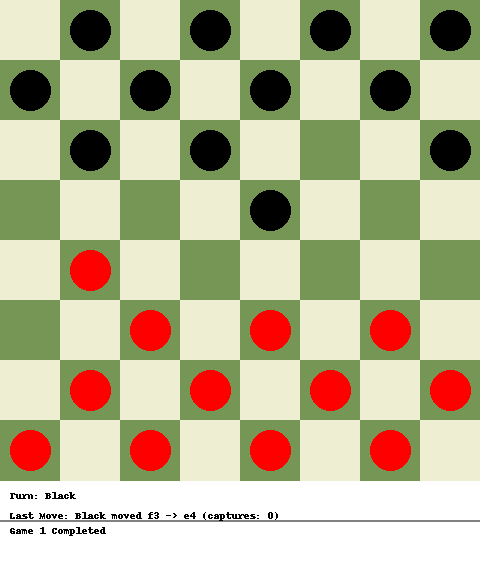 Turn: Black
Last Move: Black moved f3 -> e4 (captures: 0)
Game 1 Completed